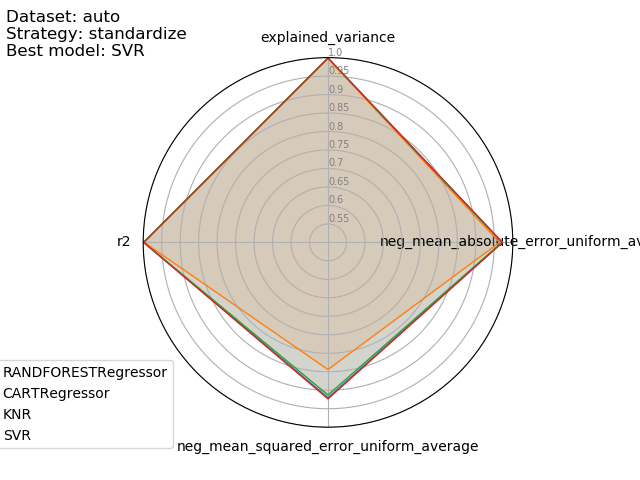 Dataset: auto
Strategy: standardize
Best model: SVR
explained_variance
1.0
0.95
0.9
0.85
0.8
0.75
0.7
0.65
0.6
0.55
r2
neg_mean_absolute_error_uniform_av
RANDFORESTRegressor
CARTRegressor
KNR
SVR
neg_mean_squared_error_uniform_average